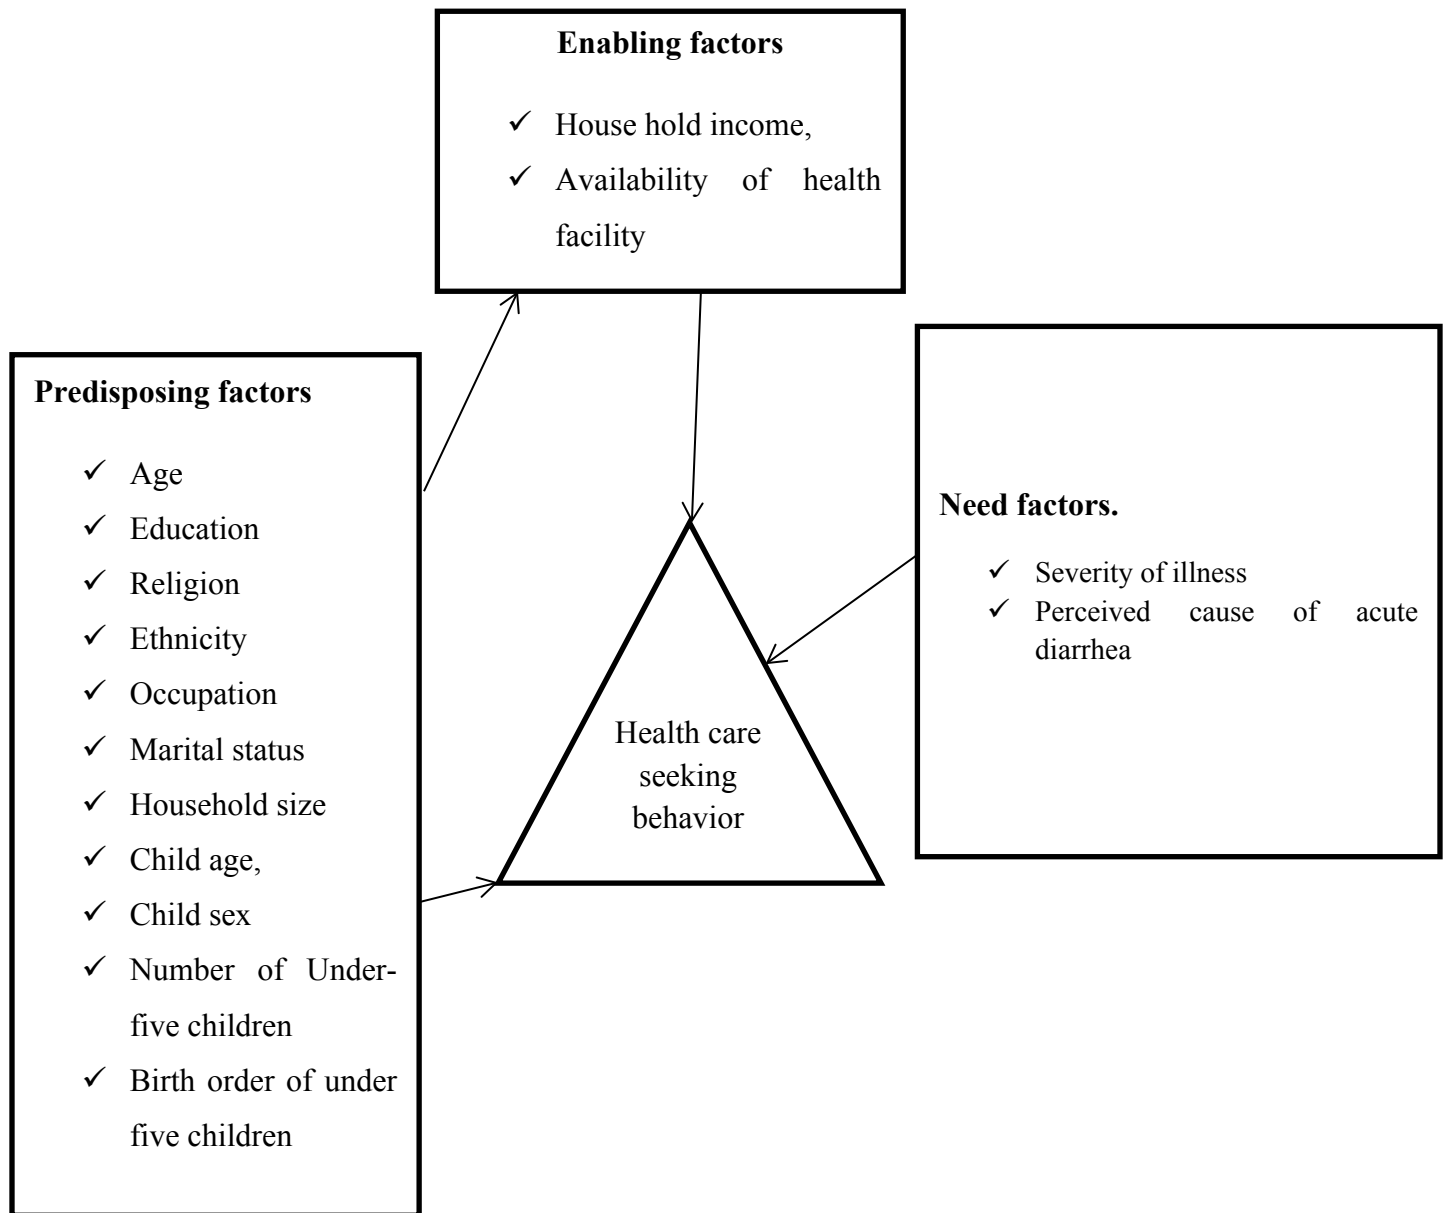 Enabling factors
✓ House hold income,
✓ Availability of health
facility
Predisposing factors
✓ Age
✓ Education
✓ Religion
✓ Ethnicity
✓ Occupation
✓ Marital status
✓ Household size
✓ Child age,
✓ Child sex
✓ Number of Under-
five children
✓ Birth order of under
five children
Need factors.
✓ Severity of illness
✓ Perceived cause of acute
diarrhea
Health care
seeking
behavior